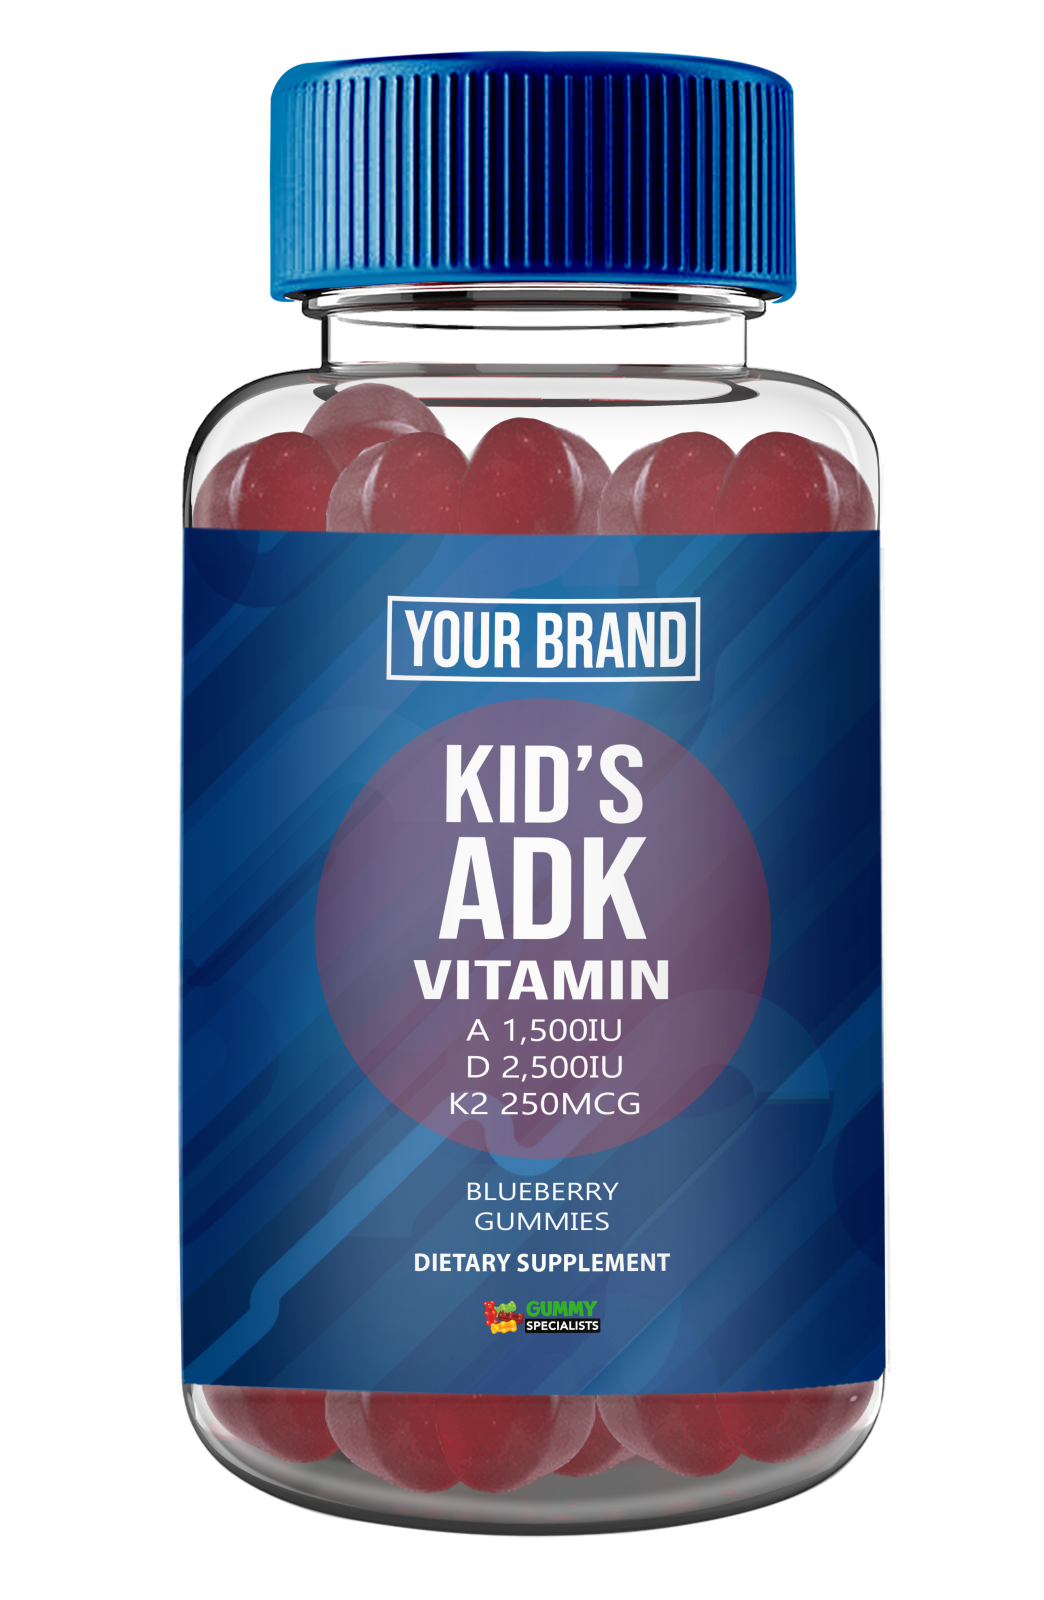 YOUR BRAND
KID'S
ADK
VITAMIN
A 1,500IU
D 2,500IU
K2 250MCG
BLUEBERRY
GUMMIES
DIETARY SUPPLEMENT
GUMMY
SPECIALISTS